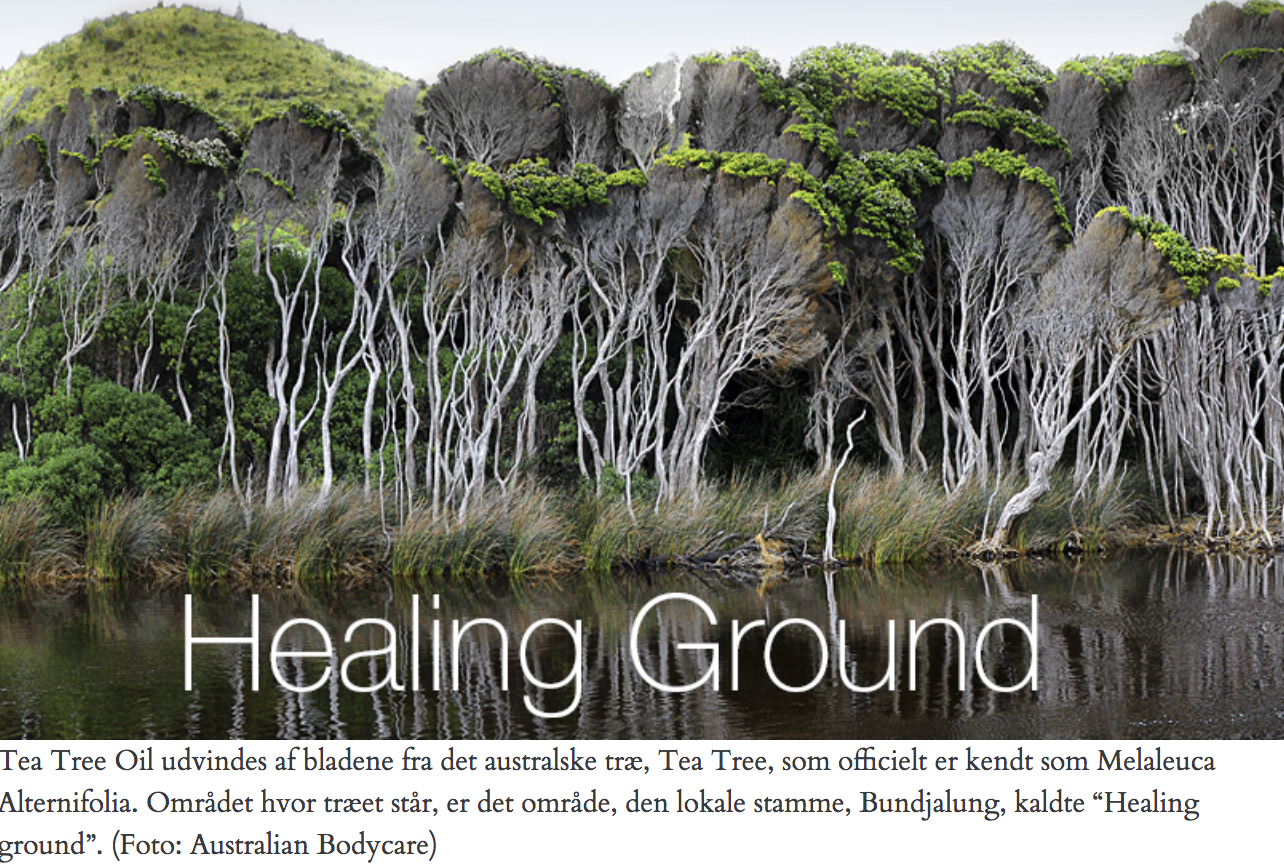 Healing Ground
Tea Tree Oil udvindes af bladene fra det australske træ, Tea Tree, som officielt er kendt som Melaleuca
Alternifolia. Området hvor træet står, er det område, den lokale stamme, Bundjalung, kaldte “Healing
ground”. (Foto: Australian Bodycare)